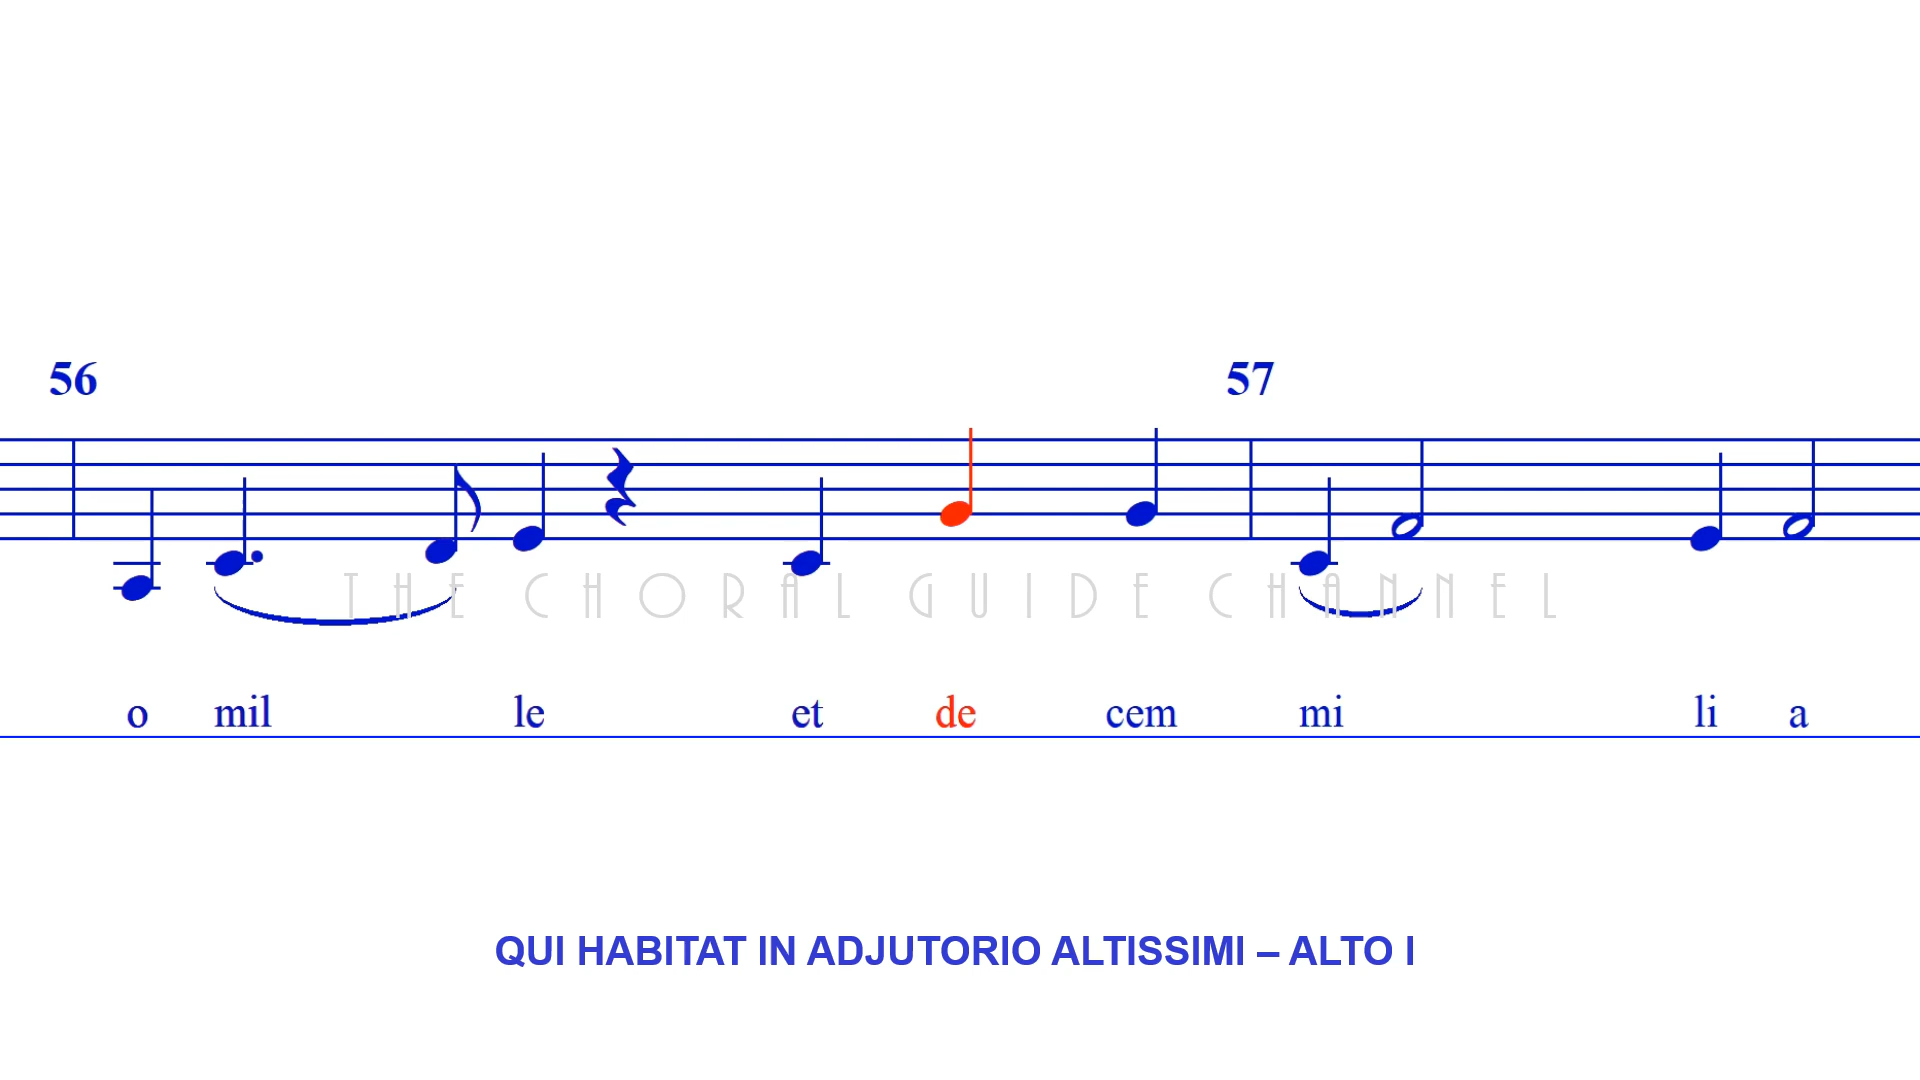 56 57
THE CHORAL GUIDE CHANNEL
o mil le et de cem mi li a
QUI HABITAT IN ADJUTORIO ALTISSIMI – ALTO I